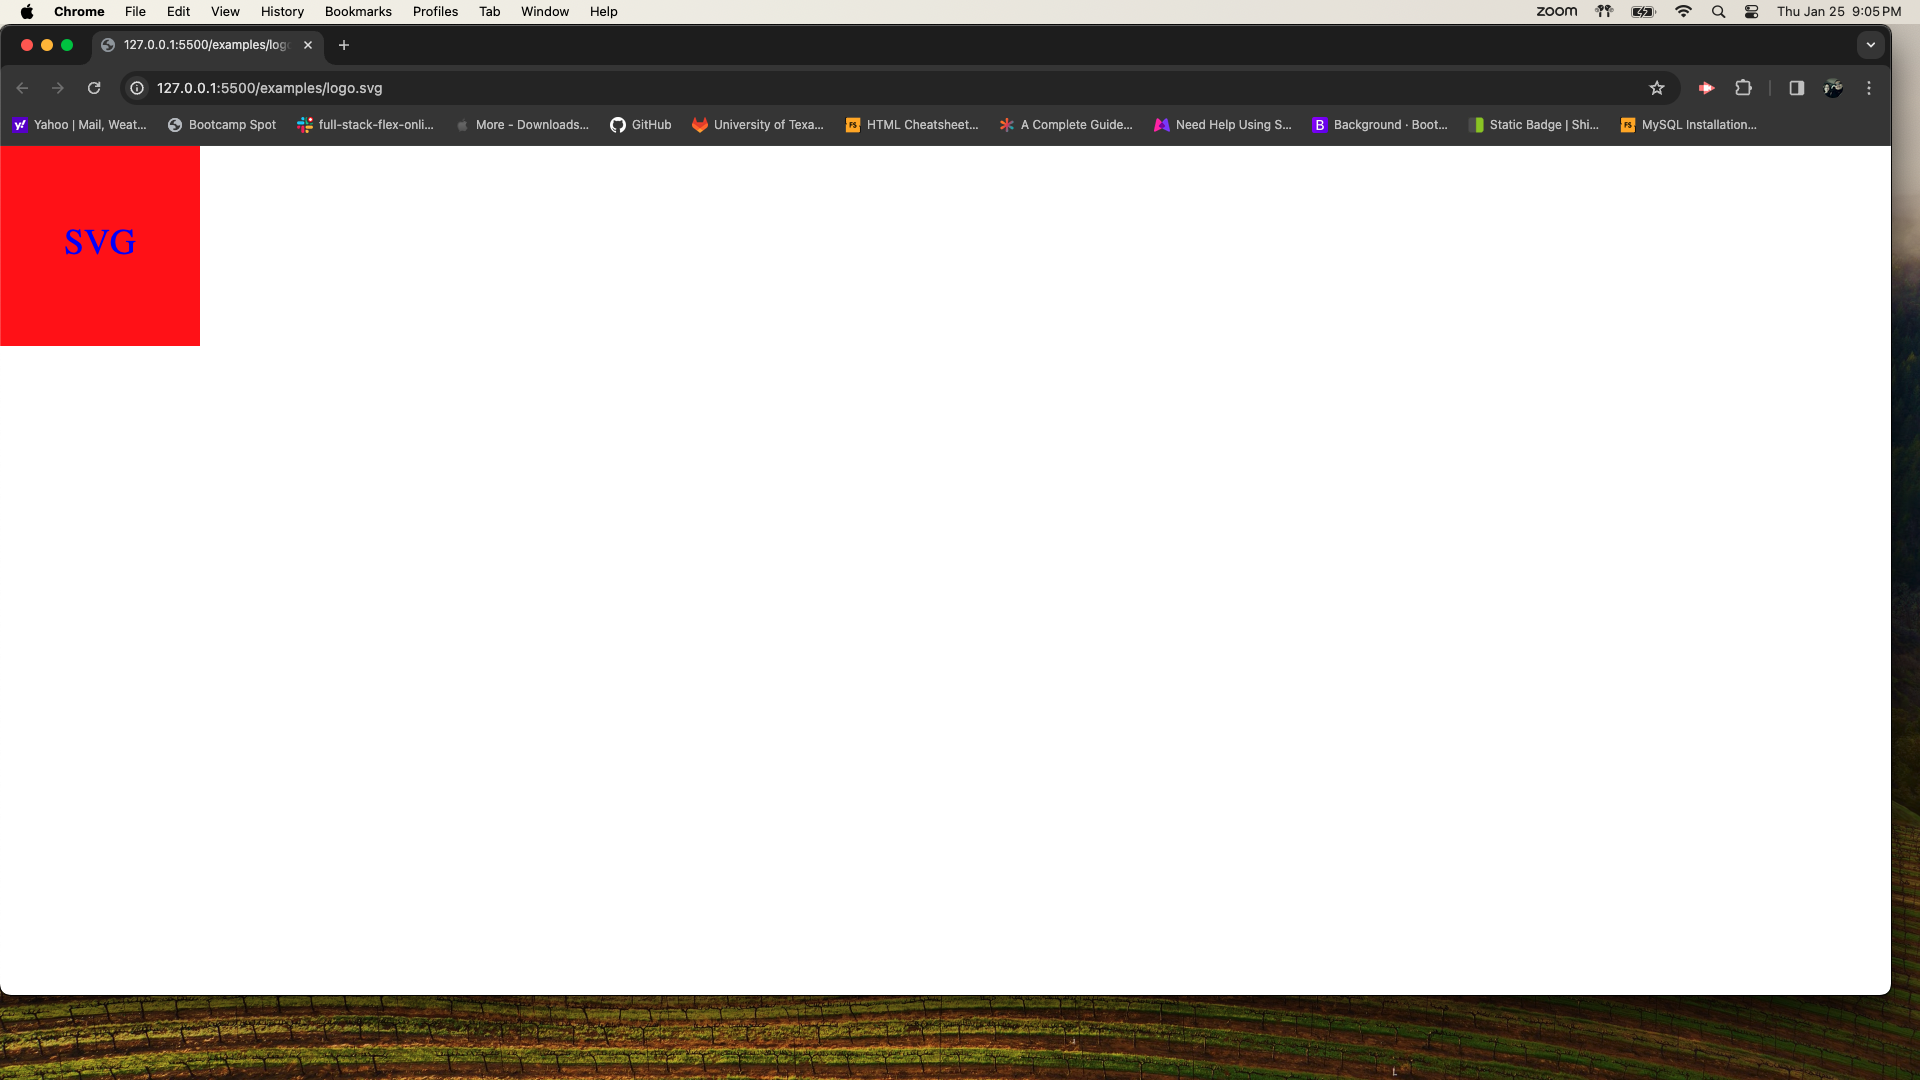 Chrome File Edit View History Bookmarks Profiles Tab Window Help zoom Thu Jan 25 9:05 PM
127.0.0.1:5500/examples/log
127.0.0.1:5500/examples/logo.svg
Yahoo | Mail, Weat... Bootcamp Spot full-stack-flex-onli... More - Downloads... GitHub University of Texa... FS HTML Cheatsheet... A Complete Guide... Need Help Using S... B Background · Boot... Static Badge | Shi... FS MySQL Installation...
SVG